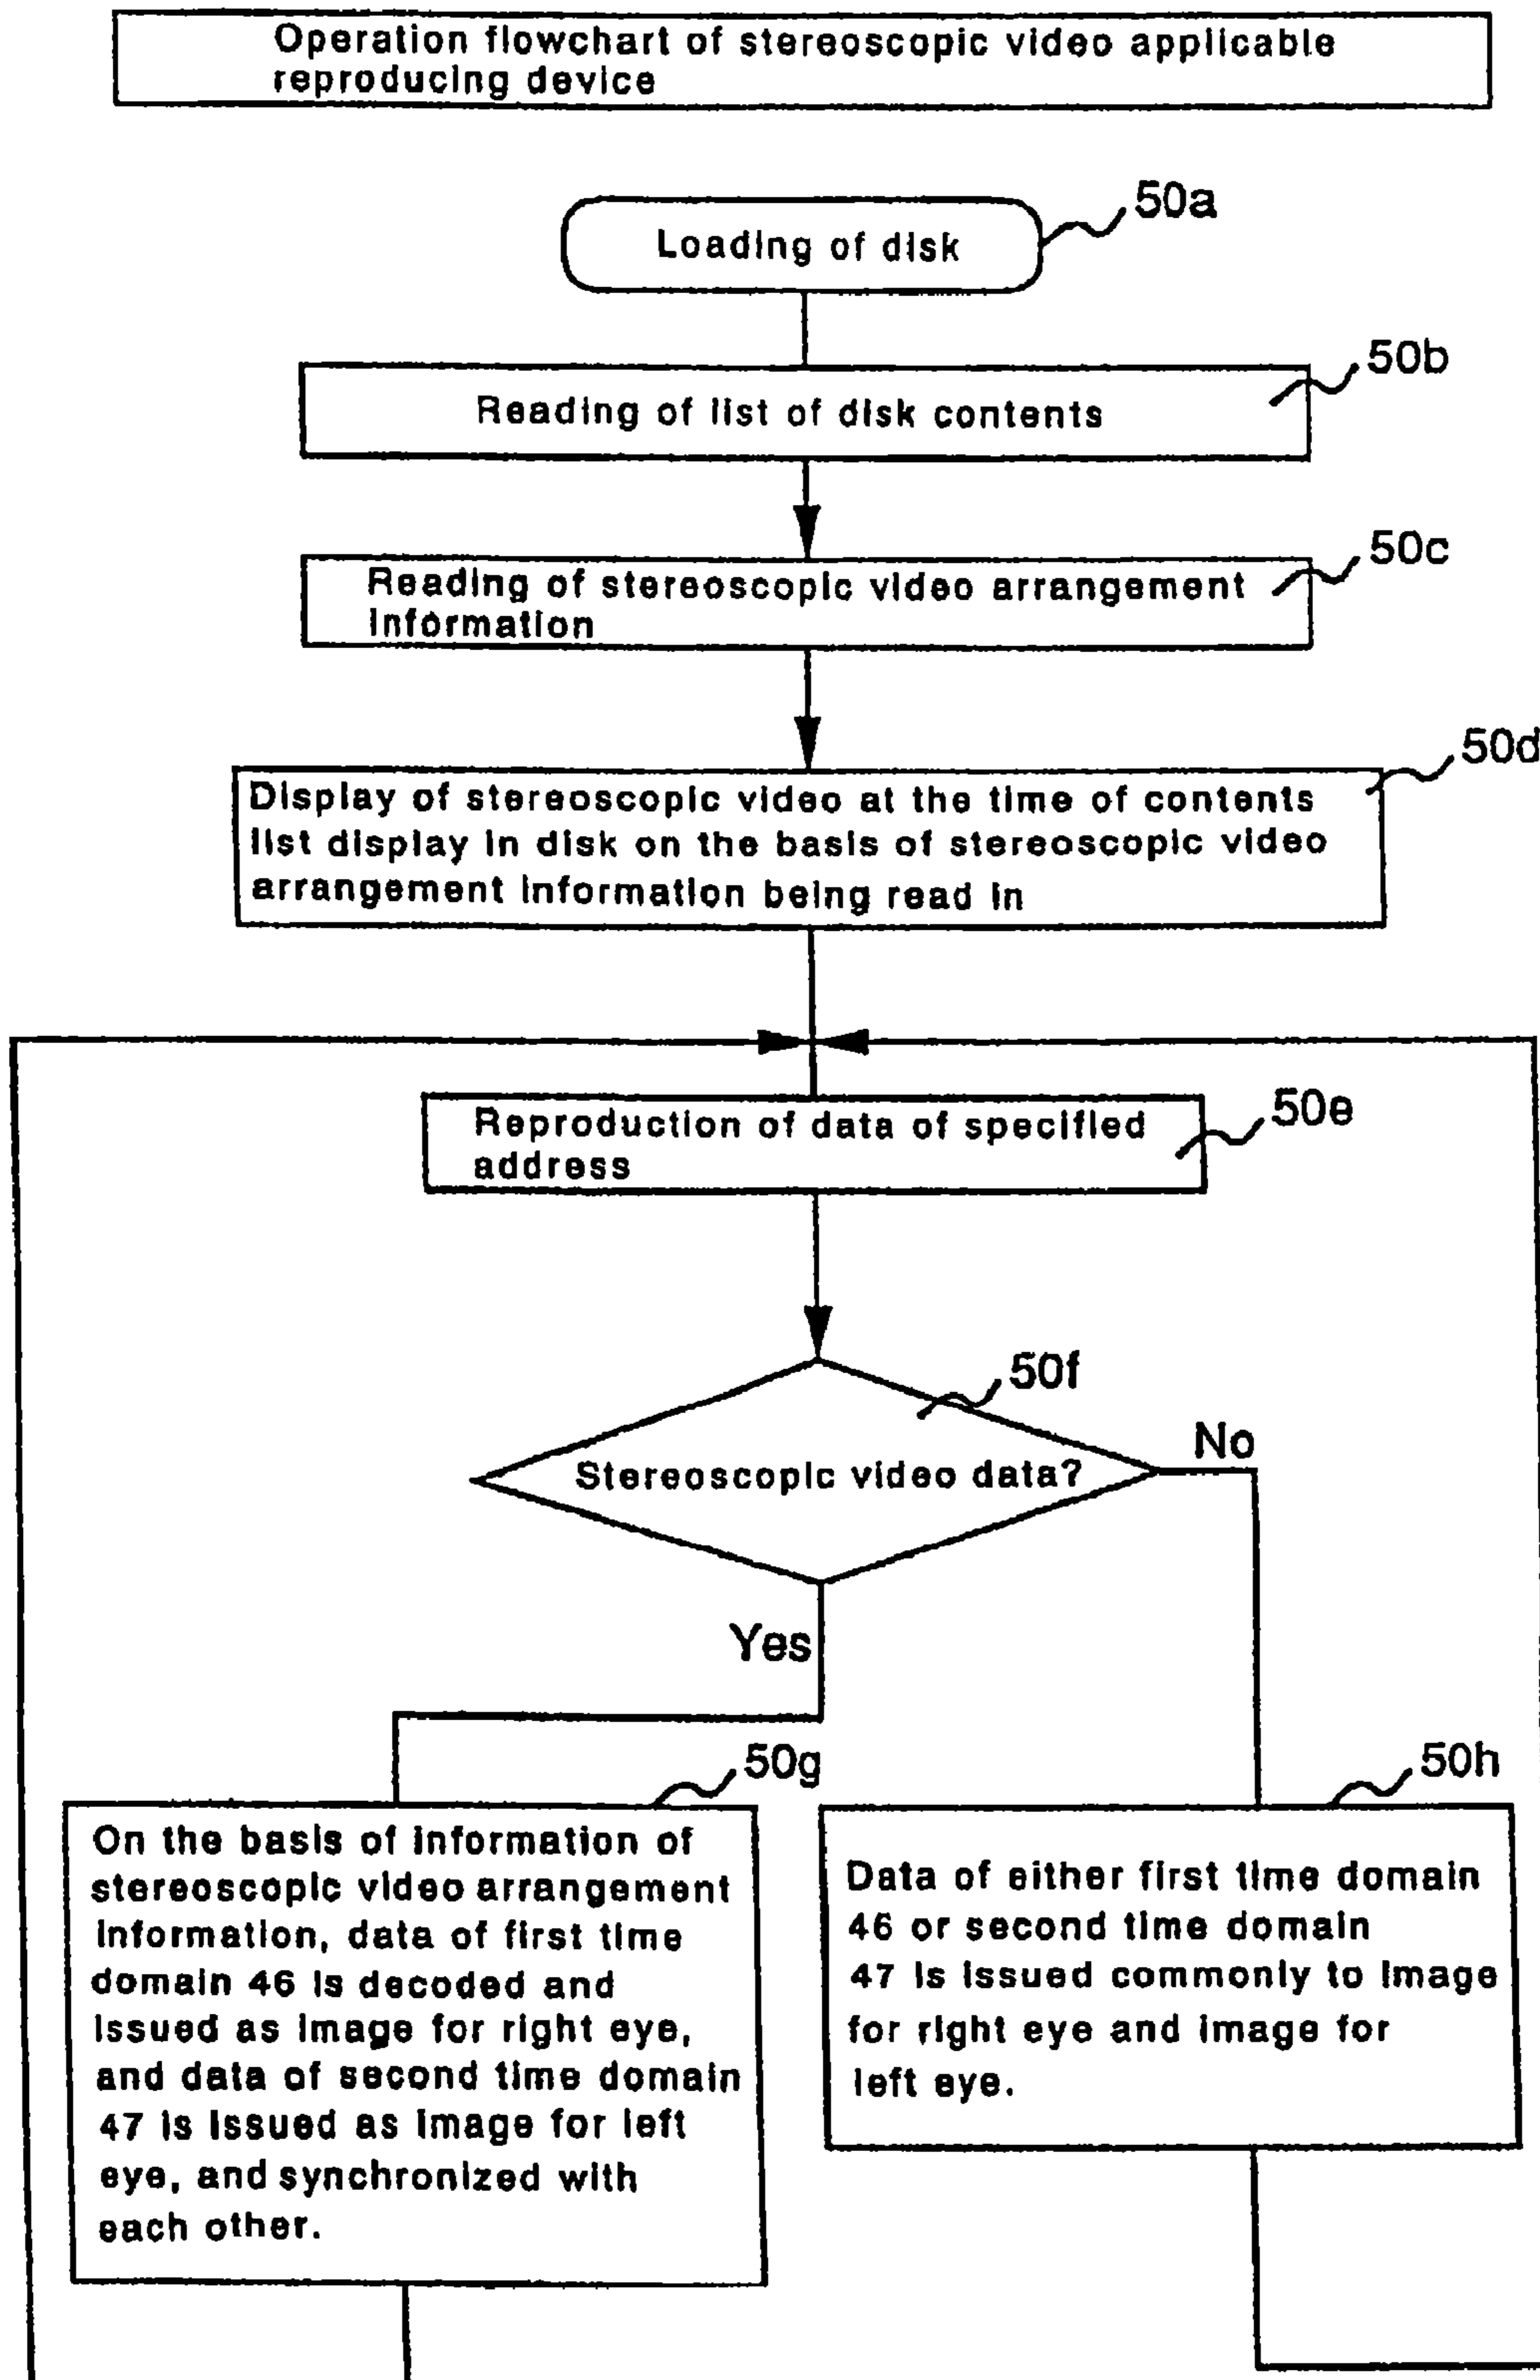 Operation flowchart of stereoscopic video applicable
reproducing device
50a
Loading of disk
50b
Reading of list of disk contents
50c
Reading of stereoscopic video arrangement
information
50d
Display of stereoscopic video at the time of contents
list display in disk on the basis of stereoscopic video
arrangement information being read in
50e
Reproduction of data of specified
address
50f
No
Stereoscopic video data?
Yes
50g
50h
On the basis of information of
stereoscopic video arrangement
information, data of first time
domain 46 is decoded and
issued as image for right eye,
and data of second time domain
47 is issued as image for left
eye, and synchronized with
each other.
Data of either first time domain
46 or second time domain
47 is issued commonly to image
for right eye and image for
left eye.